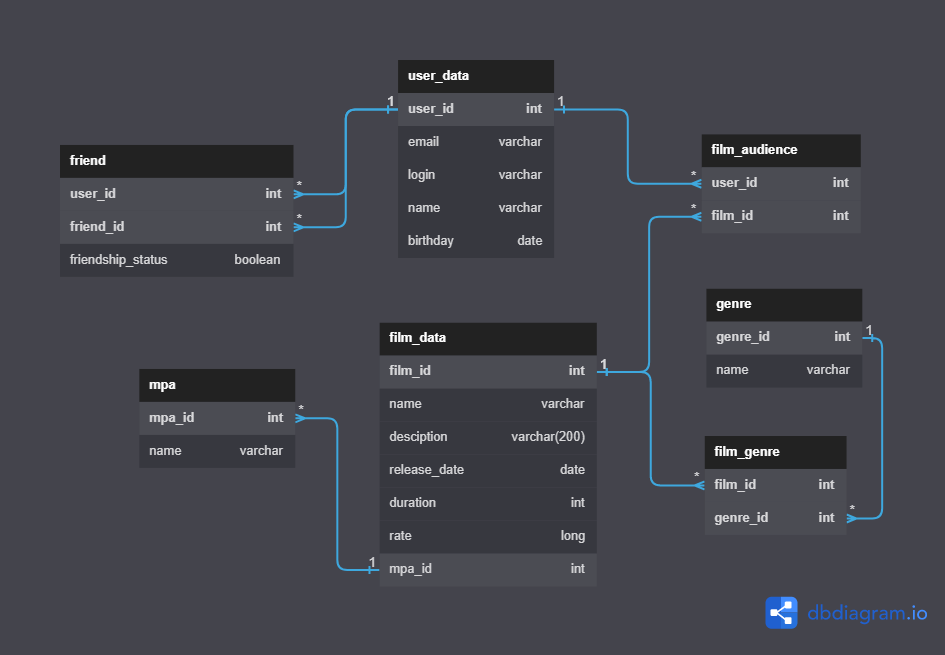 user_data
1 user_id int 1
email varchar
login varchar
name varchar
birthday date
friend
user_id int *
friend_id int *
friendship_status boolean
film_audience
* user_id int
* film_id int
genre
genre_id int 1
name varchar
film_data
film_id int 1
name varchar
desciption varchar(200)
release_date date
duration int
rate long
1 mpa_id int
mpa
mpa_id int *
name varchar
film_genre
* film_id int
genre_id int *
dbdiagram.io